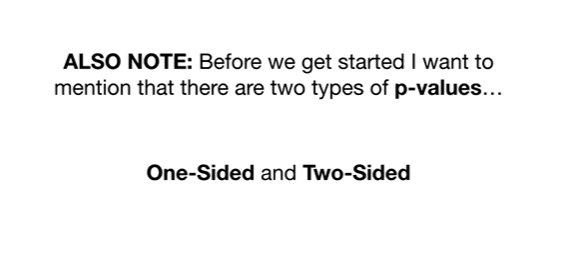 ALSO NOTE: Before we get started I want to
mention that there are two types of p-values…
One-Sided and Two-Sided